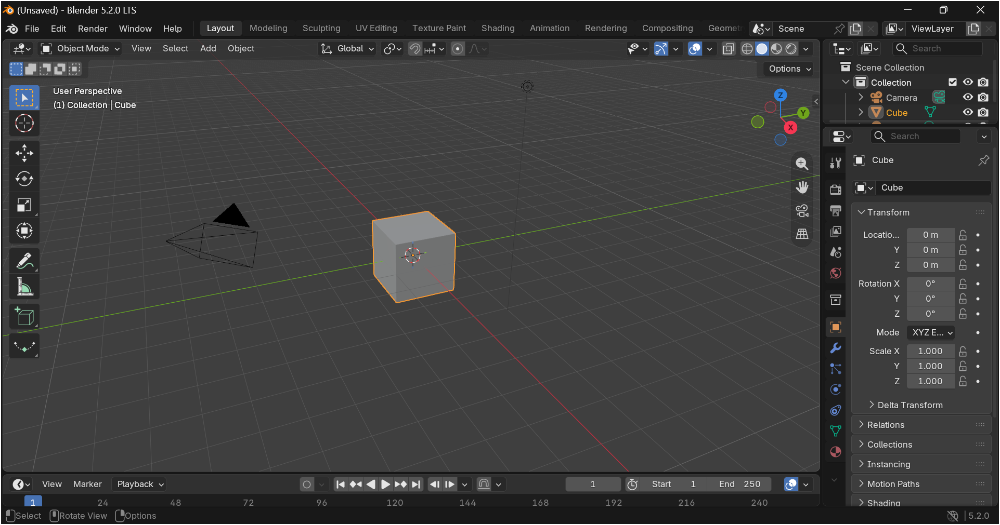 (Unsaved) - Blender 5.2.0 LTS
File Edit Render Window Help Layout Modeling Sculpting UV Editing Texture Paint Shading Animation Rendering Compositing Geomet Scene ViewLayer
Object Mode View Select Add Object Global Search
Options
User Perspective
(1) Collection | Cube
Z
Y
X
Scene Collection
Collection
Camera
Cube
Search
Cube
Cube
Transform
Locatio... 0 m
Y 0 m
Z 0 m
Rotation X 0°
Y 0°
Z 0°
Mode XYZ E...
Scale X 1.000
Y 1.000
Z 1.000
Delta Transform
Relations
Collections
Instancing
Motion Paths
Shading
View Marker Playback 1 Start 1 End 250
1 24 48 72 96 120 144 168 192 216 240
Select Rotate View Options 5.2.0